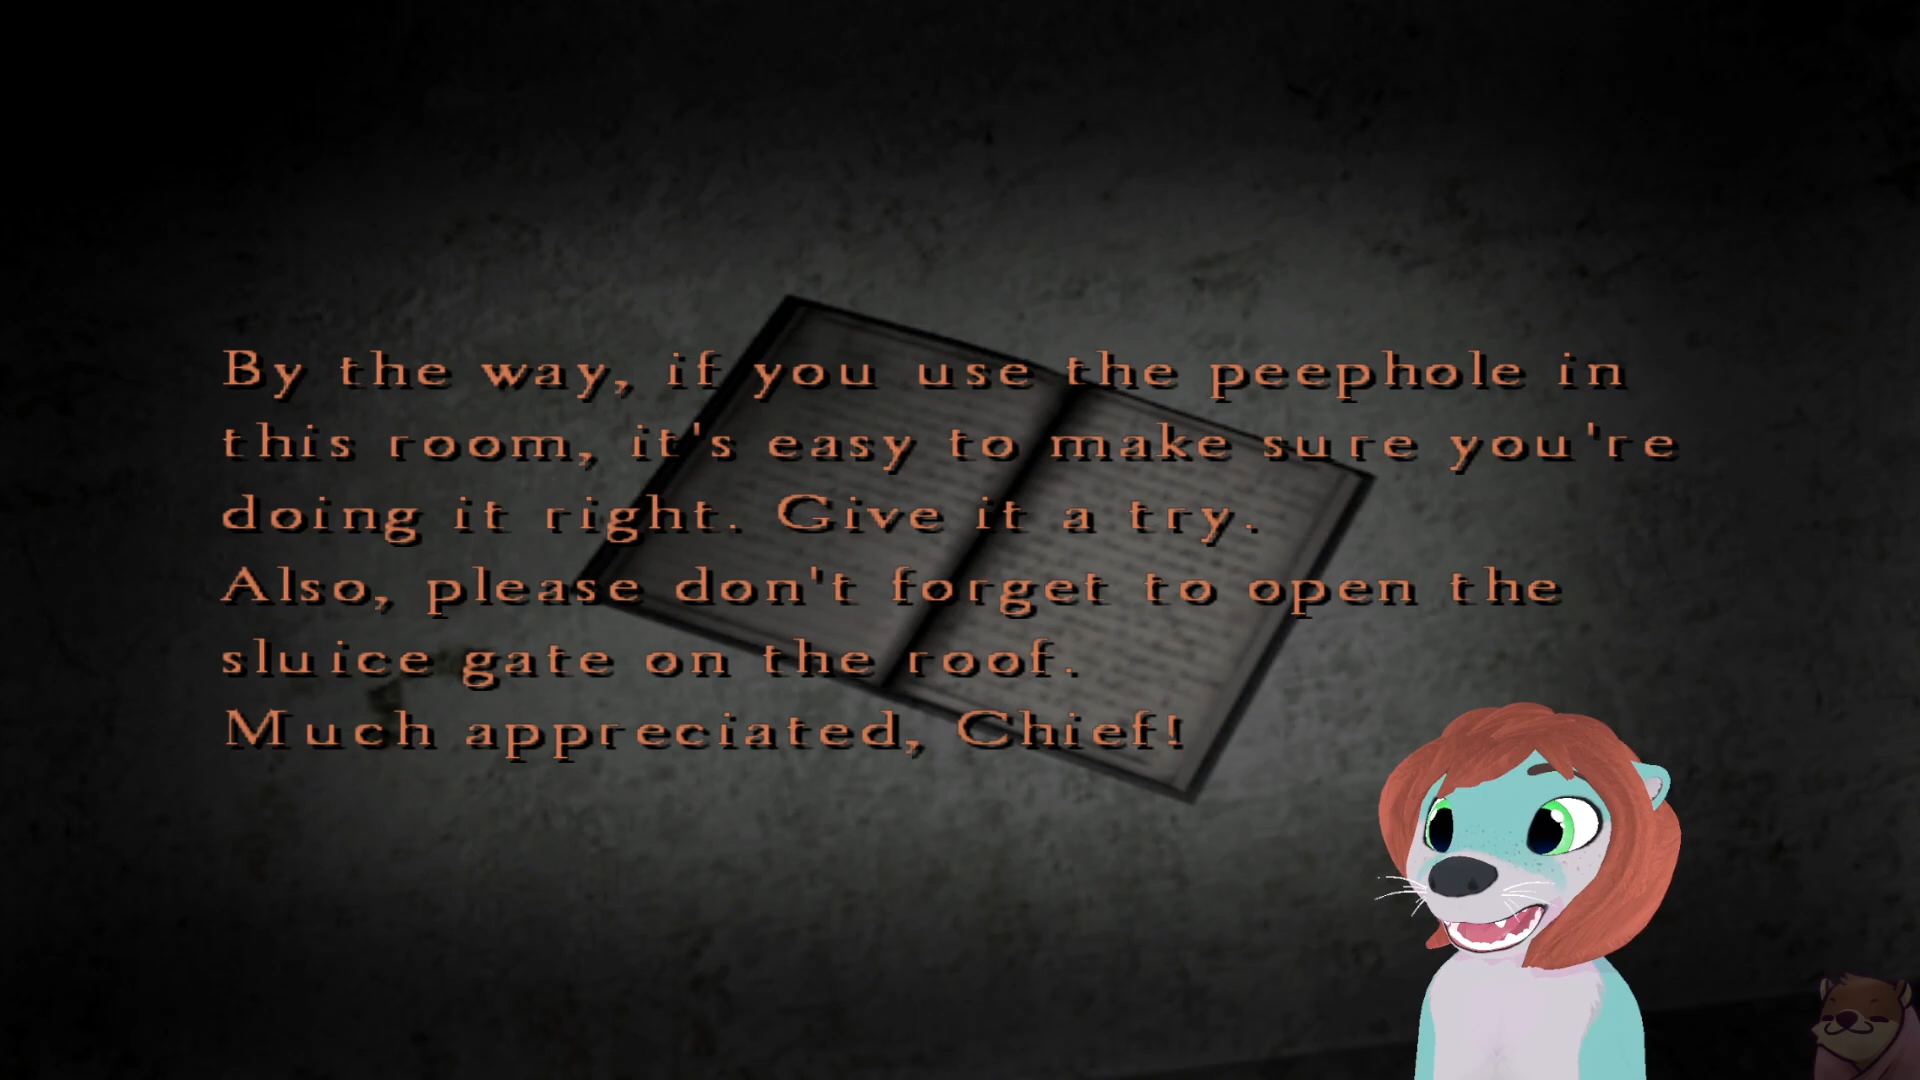 By the way, if you use the peephole in
this room, it's easy to make sure you're
doing it right. Give it a try.
Also, please don't forget to open the
sluice gate on the roof.
Much appreciated, Chief!